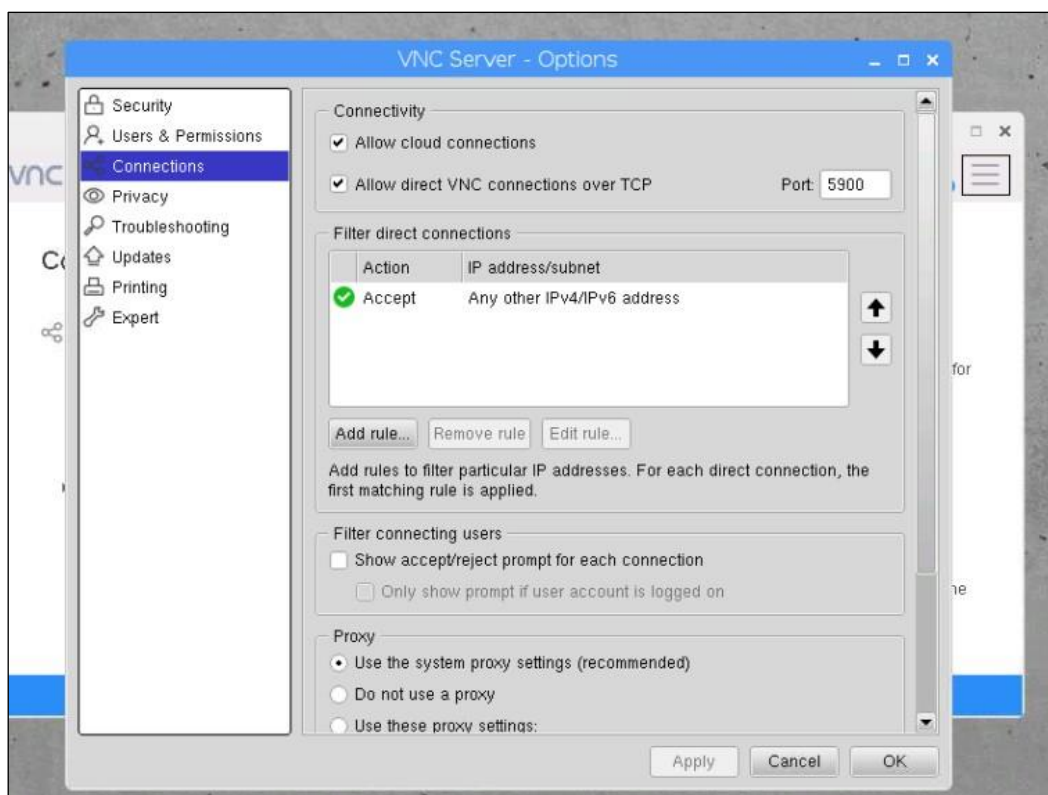 VNC Server - Options
Security
Users & Permissions
Connections
Privacy
Troubleshooting
Updates
Printing
Expert
Connectivity
Allow cloud connections
Allow direct VNC connections over TCP Port: 5900
Filter direct connections
Action IP address/subnet
Accept Any other IPv4/IPv6 address
Add rule... Remove rule Edit rule...
Add rules to filter particular IP addresses. For each direct connection, the
first matching rule is applied.
Filter connecting users
Show accept/reject prompt for each connection
Only show prompt if user account is logged on
Proxy
Use the system proxy settings (recommended)
Do not use a proxy
Use these proxy settings:
Apply Cancel OK
vnc
for